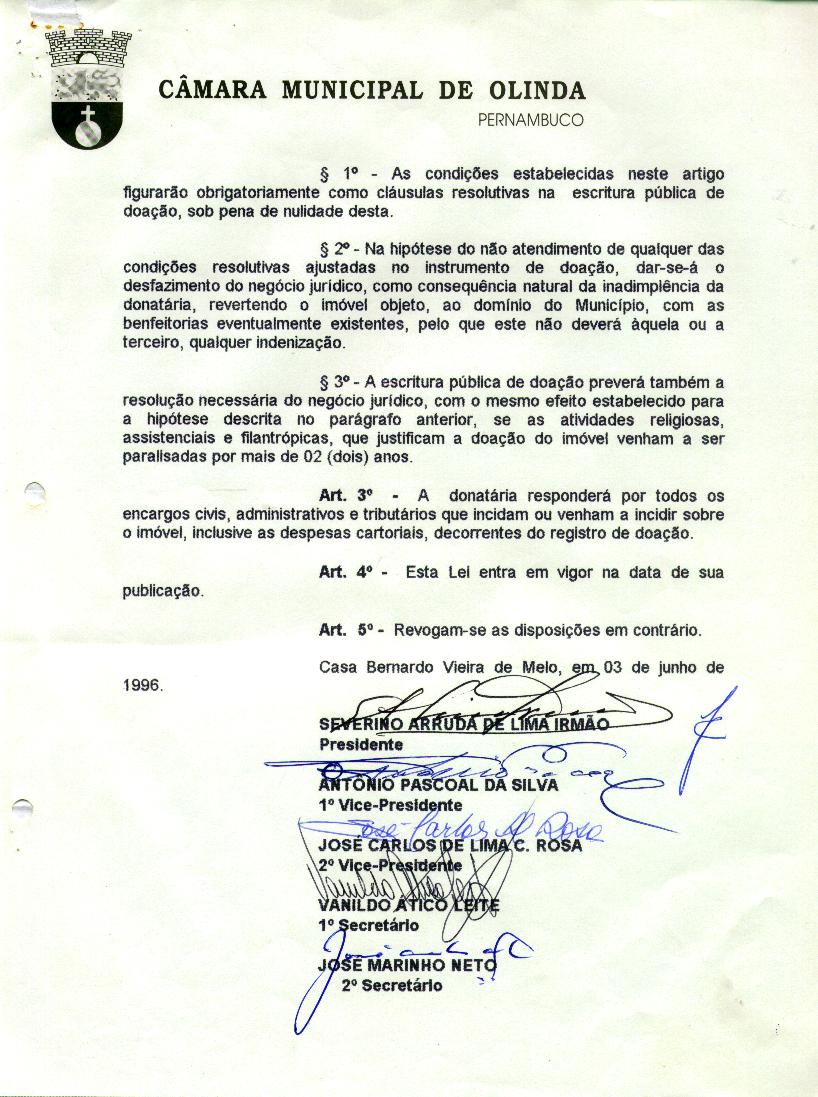 CÂMARA MUNICIPAL DE OLINDA
PERNAMBUCO
§ 1º - As condições estabelecidas neste artigo
figurarão obrigatoriamente como cláusulas resolutivas na escritura pública de
doação, sob pena de nulidade desta.
§ 2º - Na hipótese do não atendimento de qualquer das
condições resolutivas ajustadas no instrumento de doação, dar-se-á o
desfazimento do negócio jurídico, como consequência natural da inadimplência da
donatária, revertendo o imóvel objeto, ao domínio do Município, com as
benfeitorias eventualmente existentes, pelo que este não deverá àquela ou a
terceiro, qualquer indenização.
§ 3º - A escritura pública de doação preverá também a
resolução necessária do negócio jurídico, com o mesmo efeito estabelecido para
a hipótese descrita no parágrafo anterior, se as atividades religiosas,
assistenciais e filantrópicas, que justificam a doação do imóvel venham a ser
paralisadas por mais de 02 (dois) anos.
Art. 3º - A donatária responderá por todos os
encargos civis, administrativos e tributários que incidam ou venham a incidir sobre
o imóvel, inclusive as despesas cartoriais, decorrentes do registro de doação.
Art. 4º - Esta Lei entra em vigor na data de sua
publicação.
Art. 5º - Revogam-se as disposições em contrário.
Casa Bernardo Vieira de Melo, em 03 de junho de
1996.
SEVERINO ARRUDA DE LIMA IRMÃO
Presidente
ANTÔNIO PASCOAL DA SILVA
1º Vice-Presidente
José Carlos Rosa
JOSÉ CARLOS DE LIMA C. ROSA
2º Vice-Presidente
Vanildo
VANILDO ÁTICO LEITE
1º Secretário
JOSÉ MARINHO NETO
2º Secretário